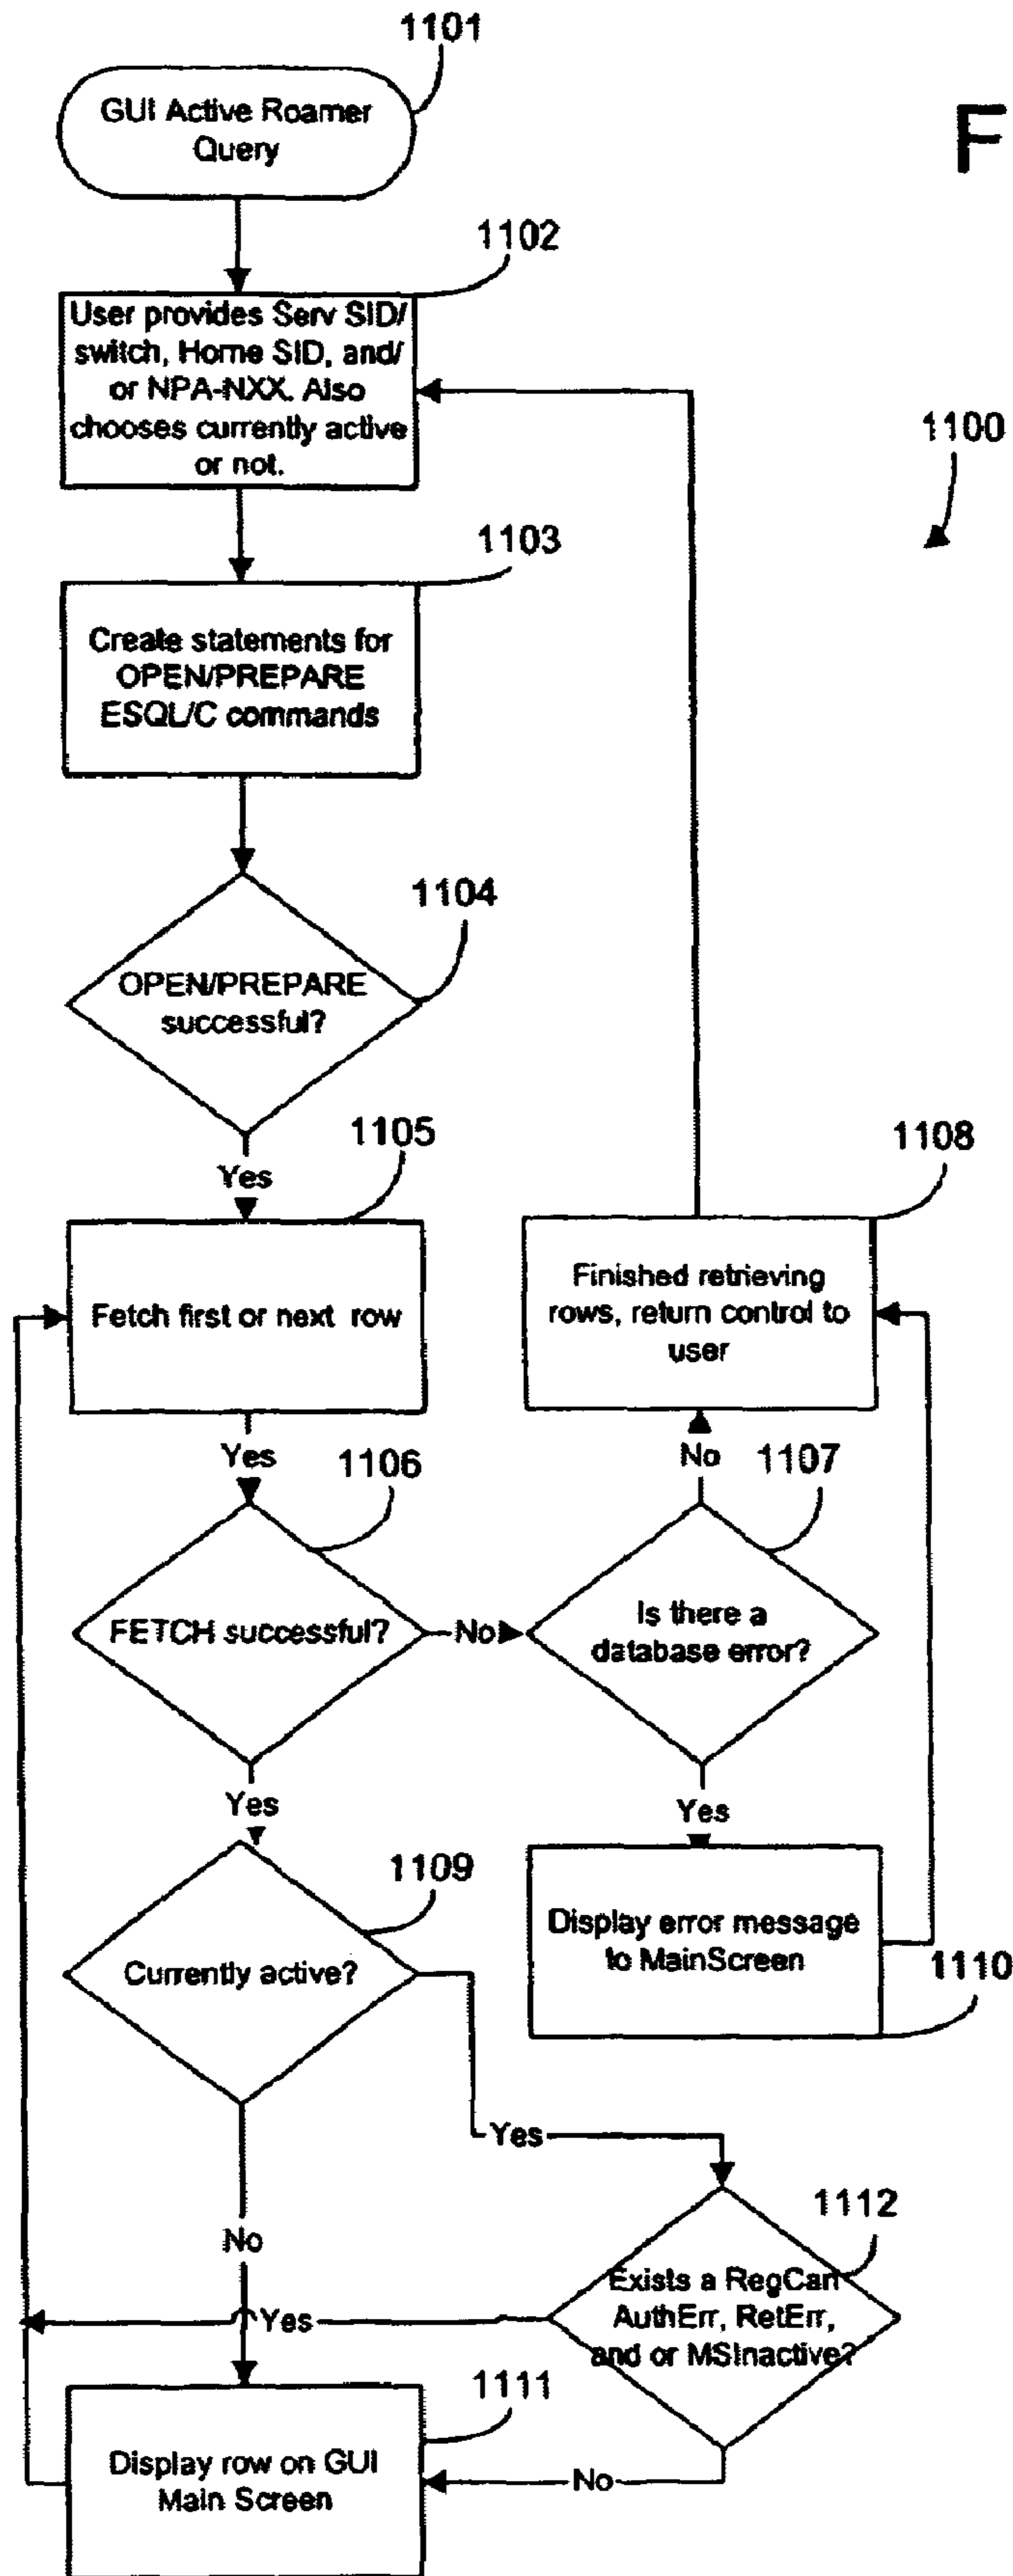 1101
GUI Active Roamer
Query
F
1102
User provides Serv SID/
switch, Home SID, and/
or NPA-NXX. Also
chooses currently active
or not.
1100
1103
Create statements for
OPEN/PREPARE
ESQL/C commands
1104
OPEN/PREPARE
successful?
Yes
1105
Fetch first or next row
1108
Finished retrieving
rows, return control to
user
Yes
1106
No
1107
FETCH successful?
No
Is there a
database error?
Yes
Yes
1109
Currently active?
Display error message
to MainScreen
1110
Yes
No
1112
Exists a RegCan
AuthErr, RetErr,
and or MSInactive?
Yes
1111
Display row on GUI
Main Screen
No